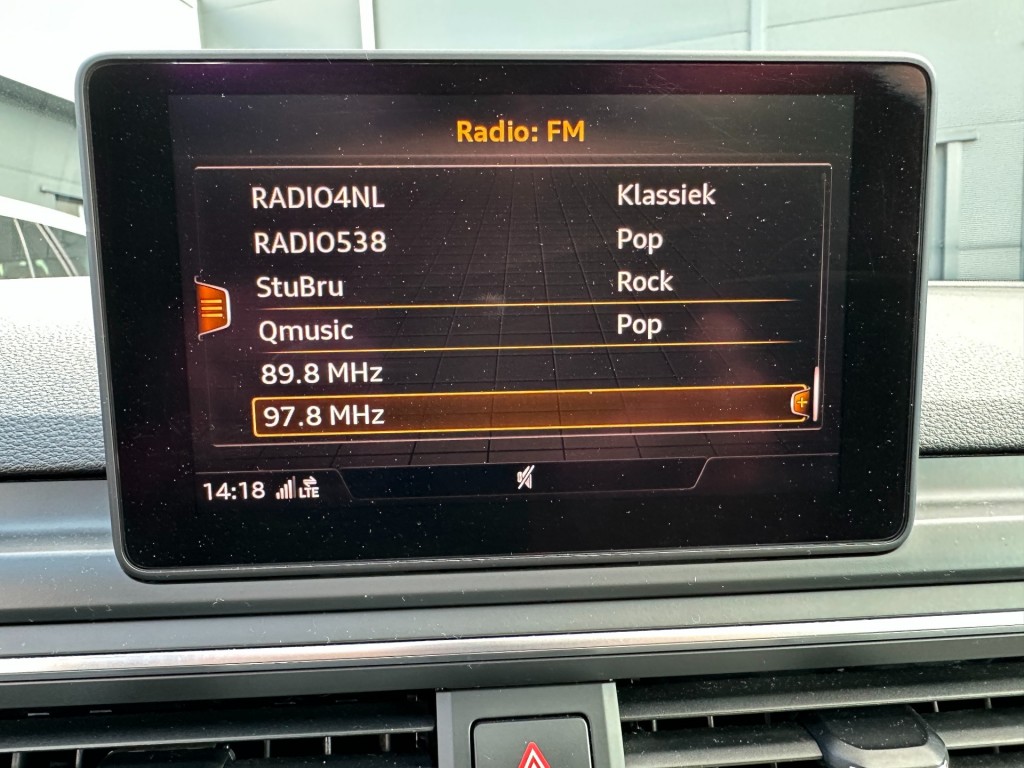 Radio: FM
RADIO4NL Klassiek
RADIO538 Pop
StuBru Rock
Qmusic Pop
89.8 MHz
97.8 MHz
14:18 LTE